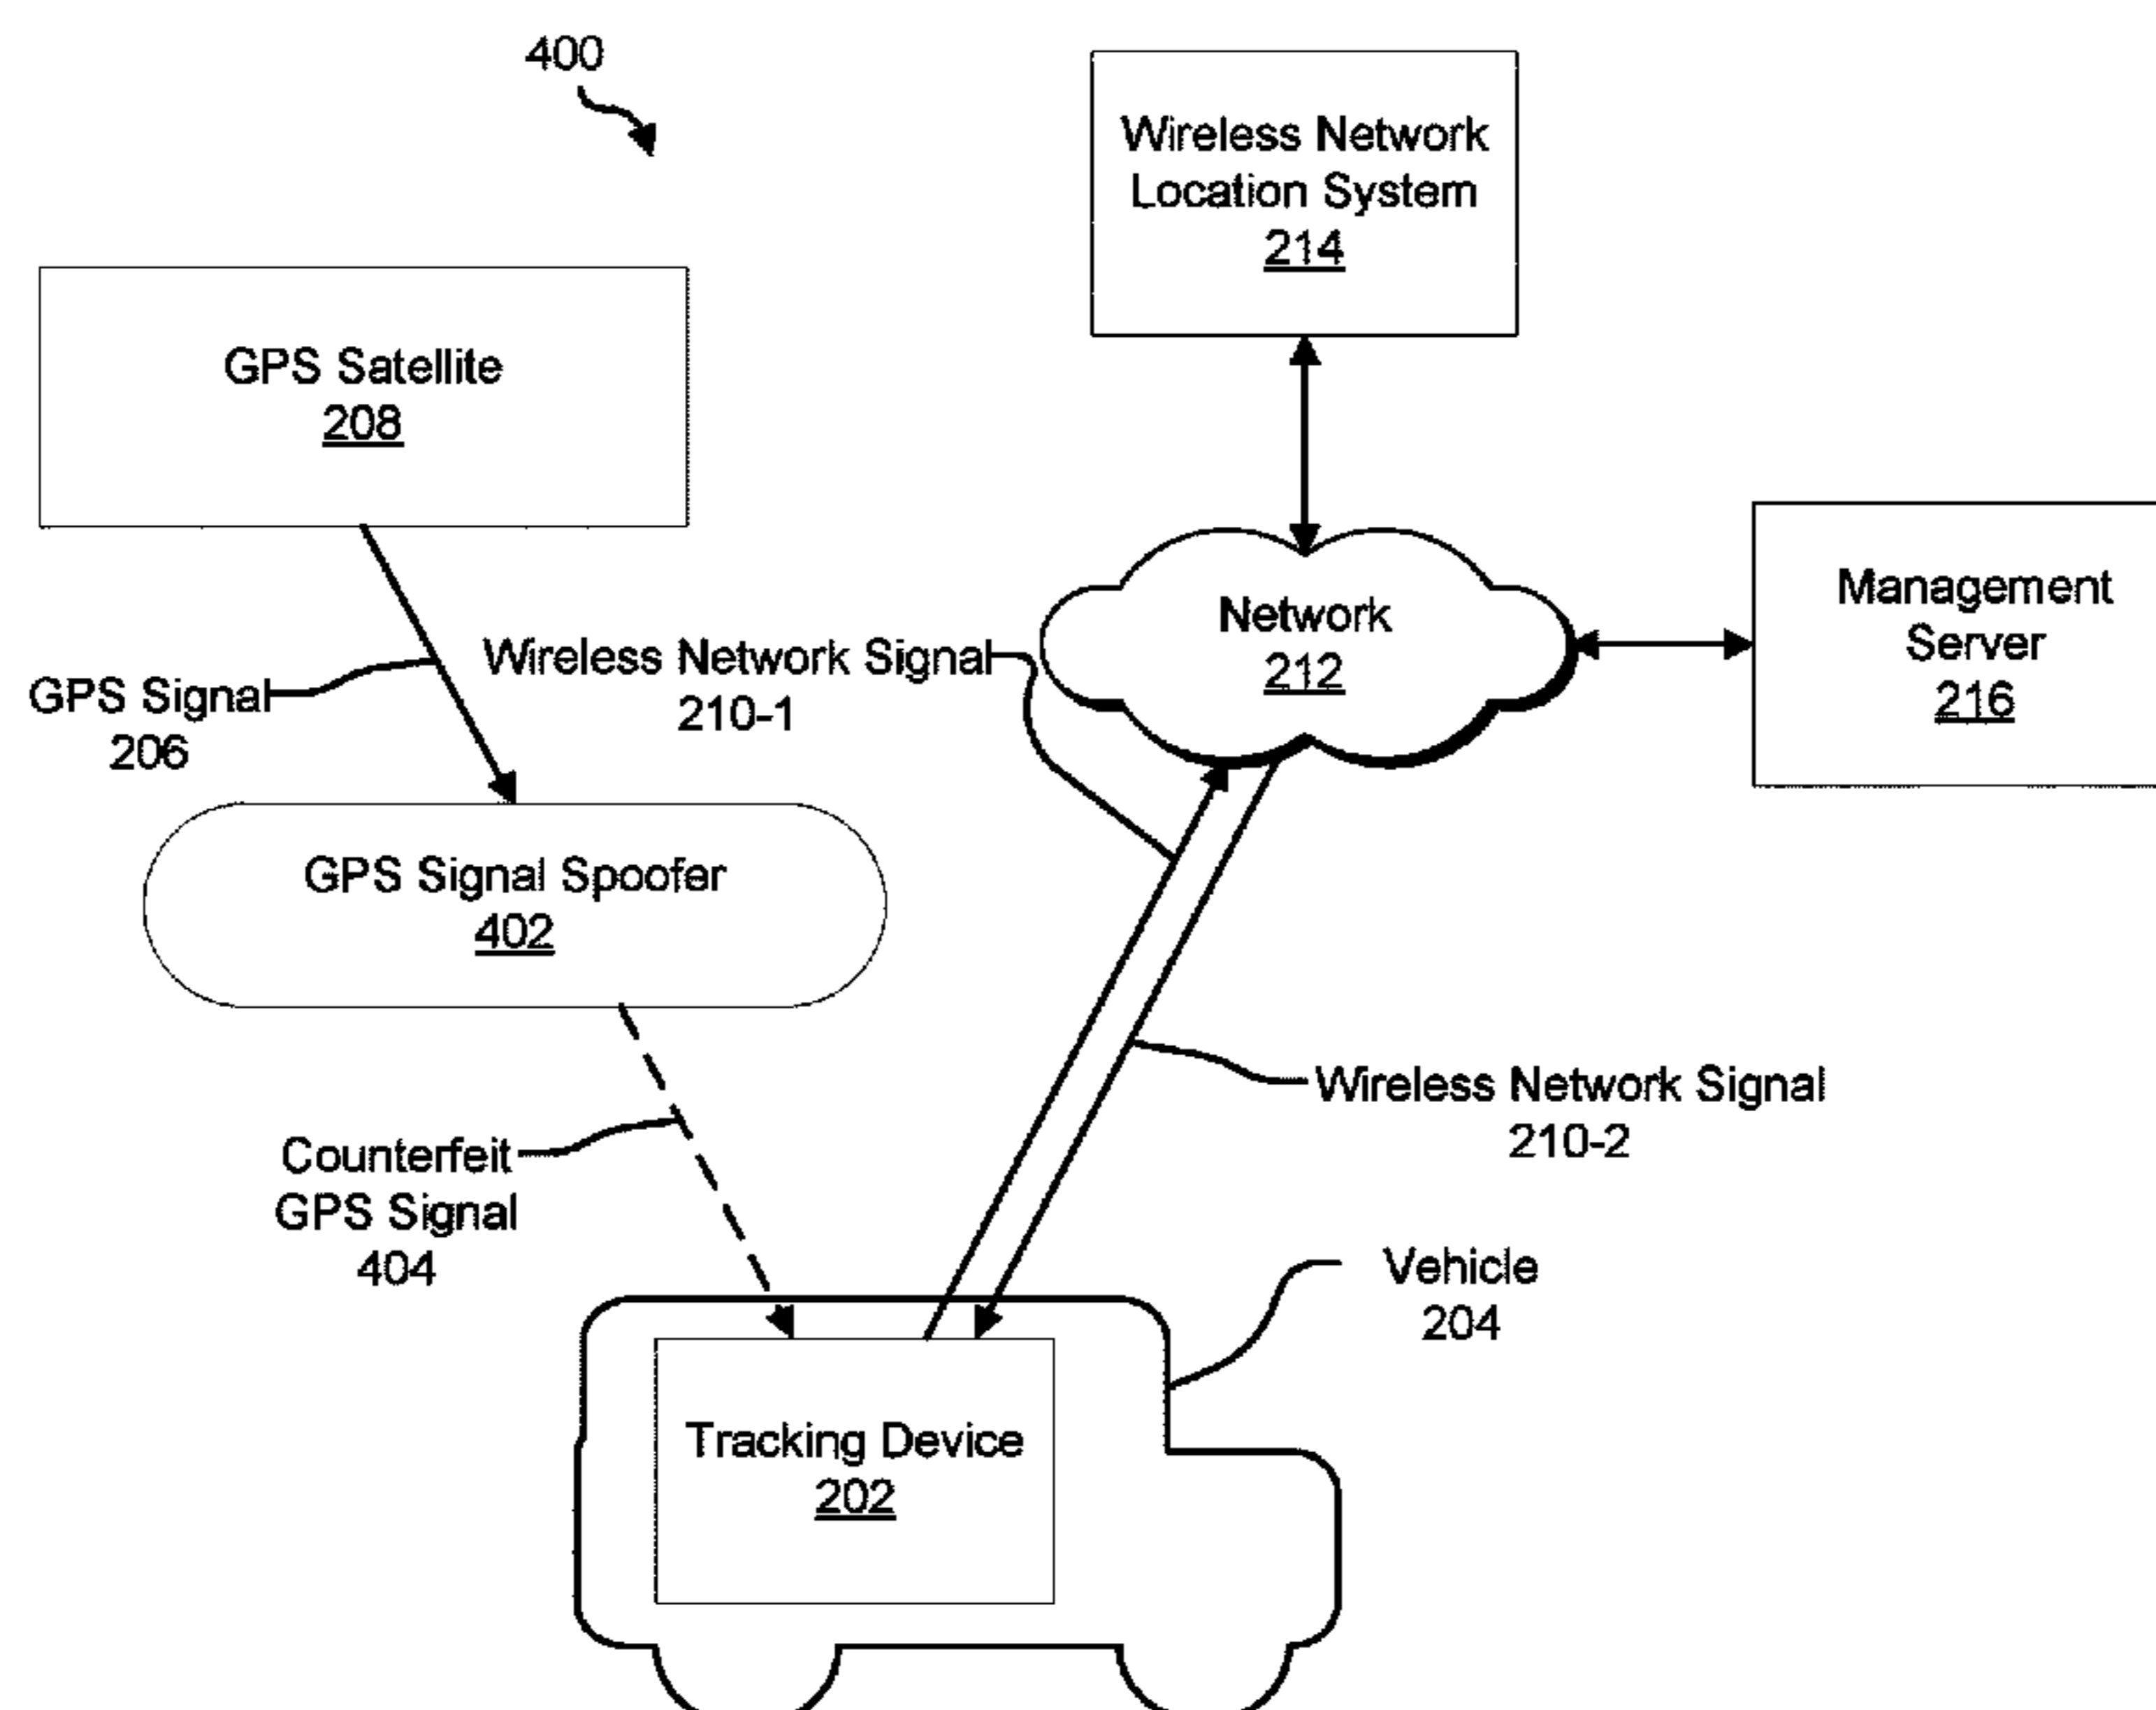 400
Wireless Network
Location System
214
GPS Satellite
208
Network
212
Management
Server
216
Wireless Network Signal
210-1
GPS Signal
206
GPS Signal Spoofer
402
Wireless Network Signal
210-2
Counterfeit
GPS Signal
404
Vehicle
204
Tracking Device
202